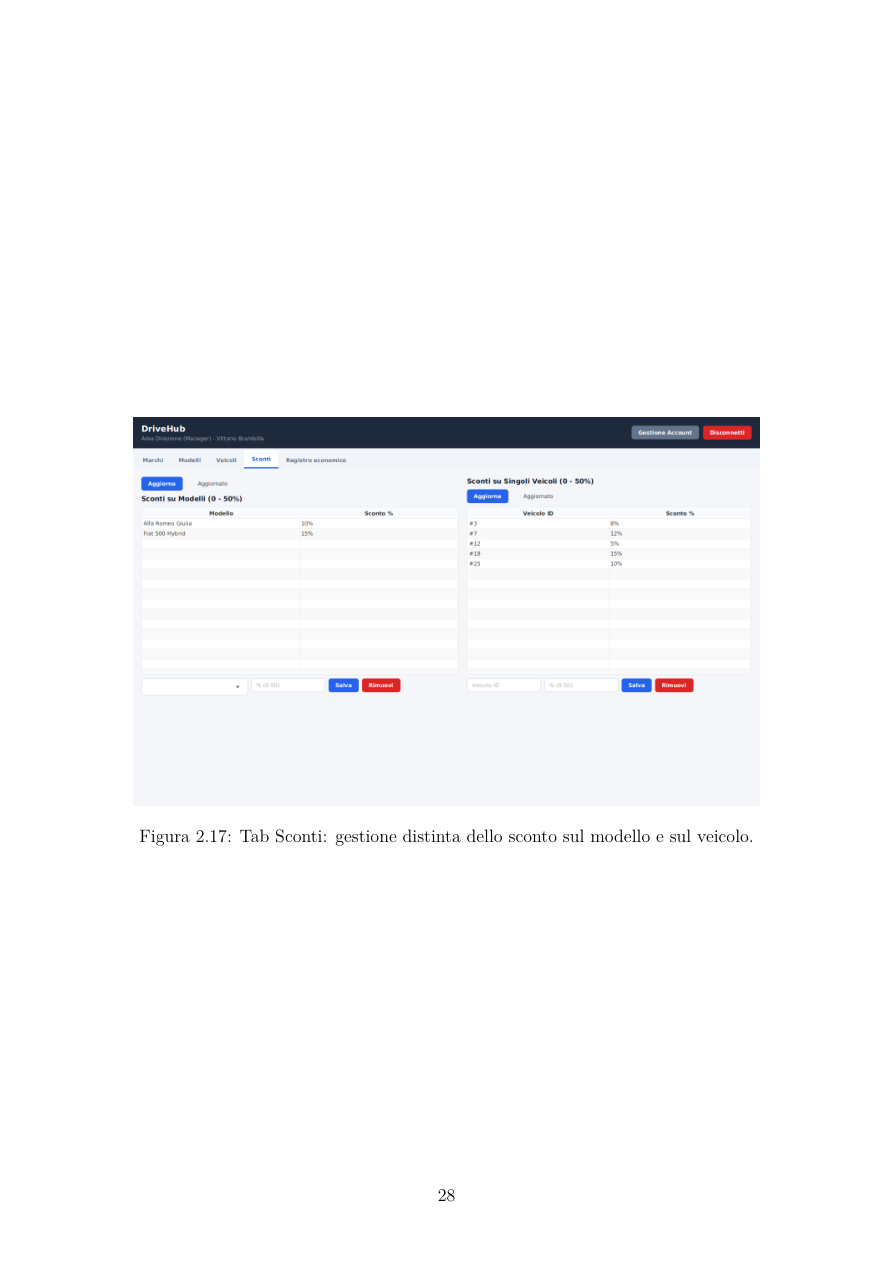 DriveHub
Area Direzione (Manager) - Vittorio Brambilla
Gestione Account
Disconnetti
Marchi
Modelli
Veicoli
Sconti
Registro economico
Aggiorna
Aggiornato
Sconti su Modelli (0 - 50%)
Modello
Sconto %
Alfa Romeo Giulia
10%
Fiat 500 Hybrid
15%
% (0-50)
Salva
Rimuovi
Sconti su Singoli Veicoli (0 - 50%)
Aggiorna
Aggiornato
Veicolo ID
Sconto %
#3
8%
#7
12%
#12
5%
#18
15%
#25
10%
Veicolo ID
% (0-50)
Salva
Rimuovi
Figura 2.17: Tab Sconti: gestione distinta dello sconto sul modello e sul veicolo.
28